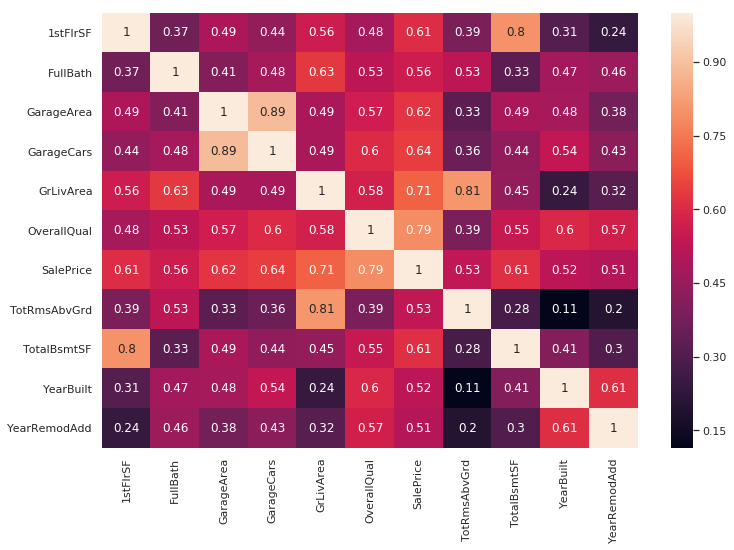 1stFlrSF 1 0.37 0.49 0.44 0.56 0.48 0.61 0.39 0.8 0.31 0.24
FullBath 0.37 1 0.41 0.48 0.63 0.53 0.56 0.53 0.33 0.47 0.46
GarageArea 0.49 0.41 1 0.89 0.49 0.57 0.62 0.33 0.49 0.48 0.38
GarageCars 0.44 0.48 0.89 1 0.49 0.6 0.64 0.36 0.44 0.54 0.43
GrLivArea 0.56 0.63 0.49 0.49 1 0.58 0.71 0.81 0.45 0.24 0.32
OverallQual 0.48 0.53 0.57 0.6 0.58 1 0.79 0.39 0.55 0.6 0.57
SalePrice 0.61 0.56 0.62 0.64 0.71 0.79 1 0.53 0.61 0.52 0.51
TotRmsAbvGrd 0.39 0.53 0.33 0.36 0.81 0.39 0.53 1 0.28 0.11 0.2
TotalBsmtSF 0.8 0.33 0.49 0.44 0.45 0.55 0.61 0.28 1 0.41 0.3
YearBuilt 0.31 0.47 0.48 0.54 0.24 0.6 0.52 0.11 0.41 1 0.61
YearRemodAdd 0.24 0.46 0.38 0.43 0.32 0.57 0.51 0.2 0.3 0.61 1
1stFlrSF
FullBath
GarageArea
GarageCars
GrLivArea
OverallQual
SalePrice
TotRmsAbvGrd
TotalBsmtSF
YearBuilt
YearRemodAdd
0.90
0.75
0.60
0.45
0.30
0.15